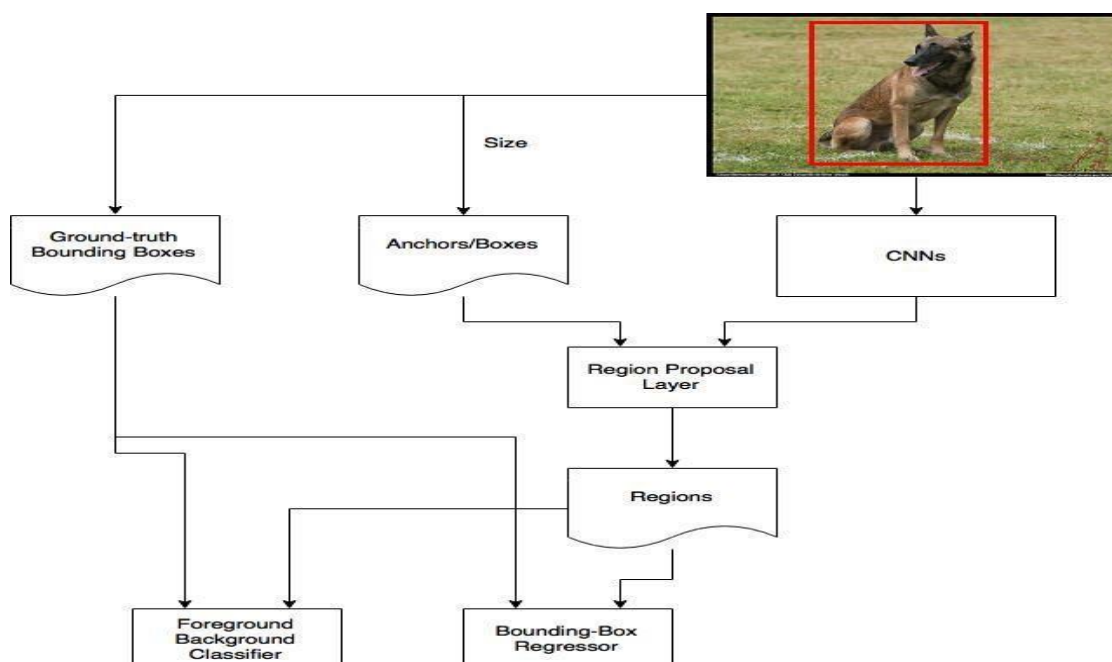 Size
Ground-truth
Bounding Boxes
Anchors/Boxes
CNNs
Region Proposal
Layer
Regions
Foreground
Background
Classifier
Bounding-Box
Regressor